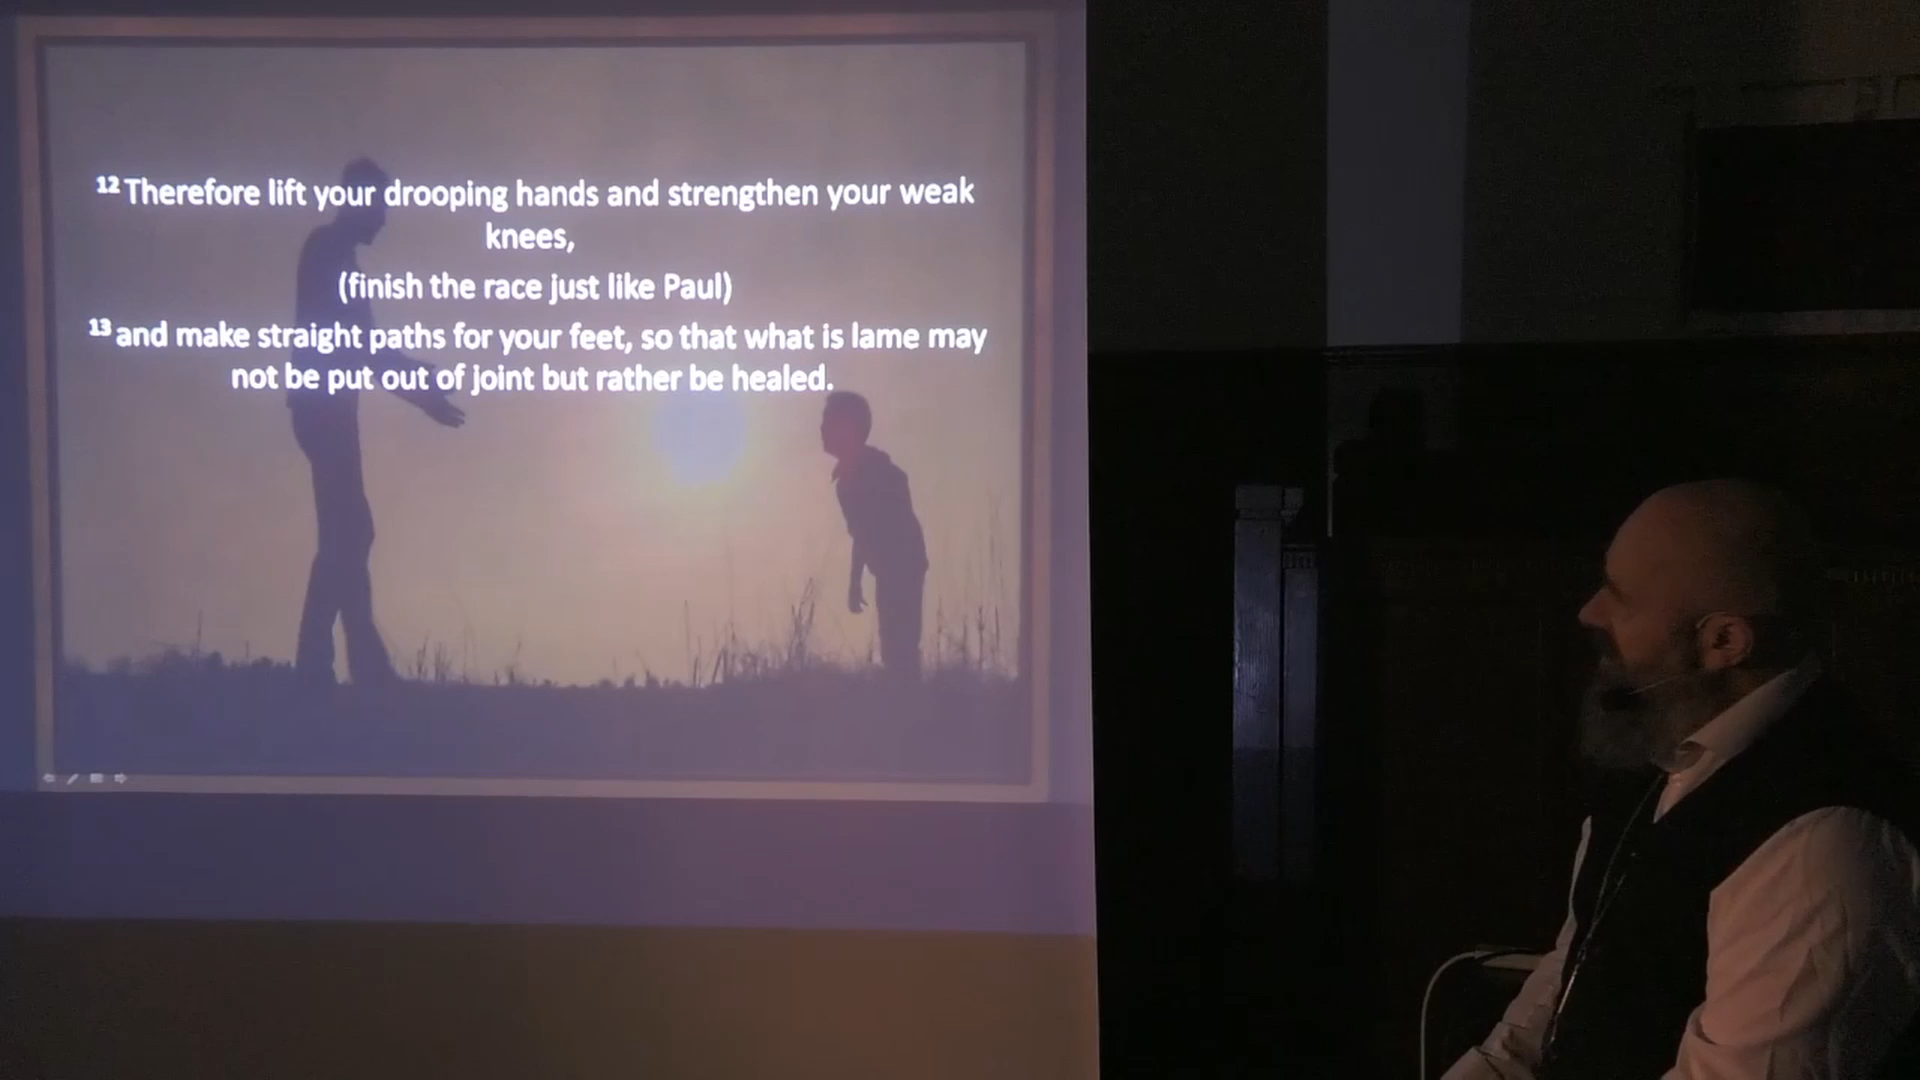 12 Therefore lift your drooping hands and strengthen your weak
knees,
(finish the race just like Paul)
13 and make straight paths for your feet, so that what is lame may
not be put out of joint but rather be healed.